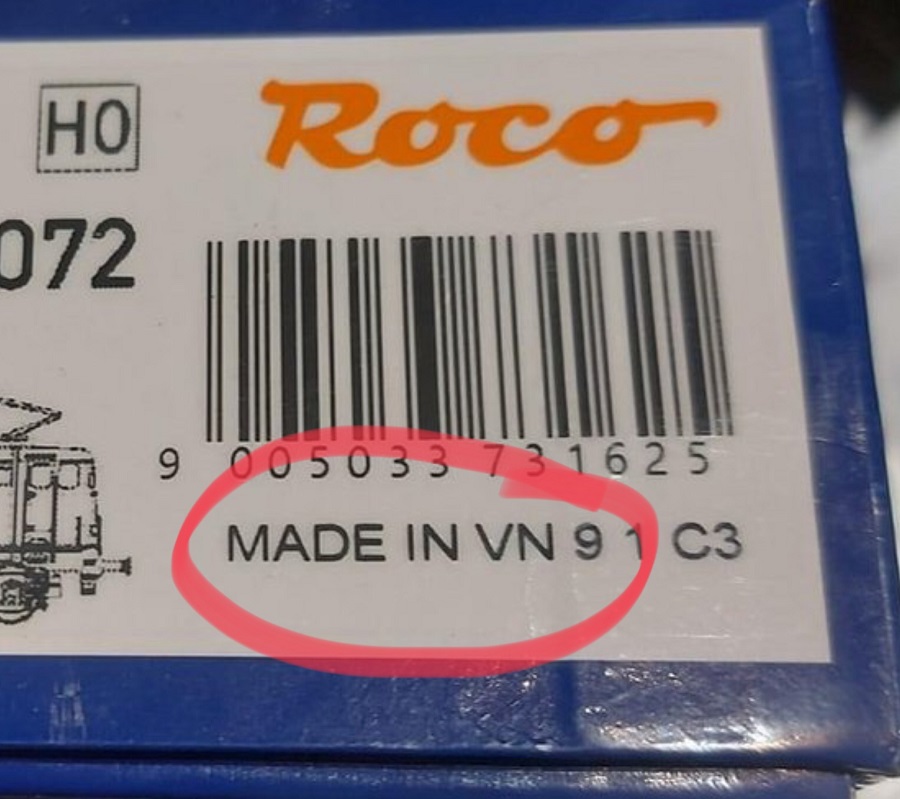 H0
Roco
072
9 005033 731625
MADE IN VN 9 1 C3